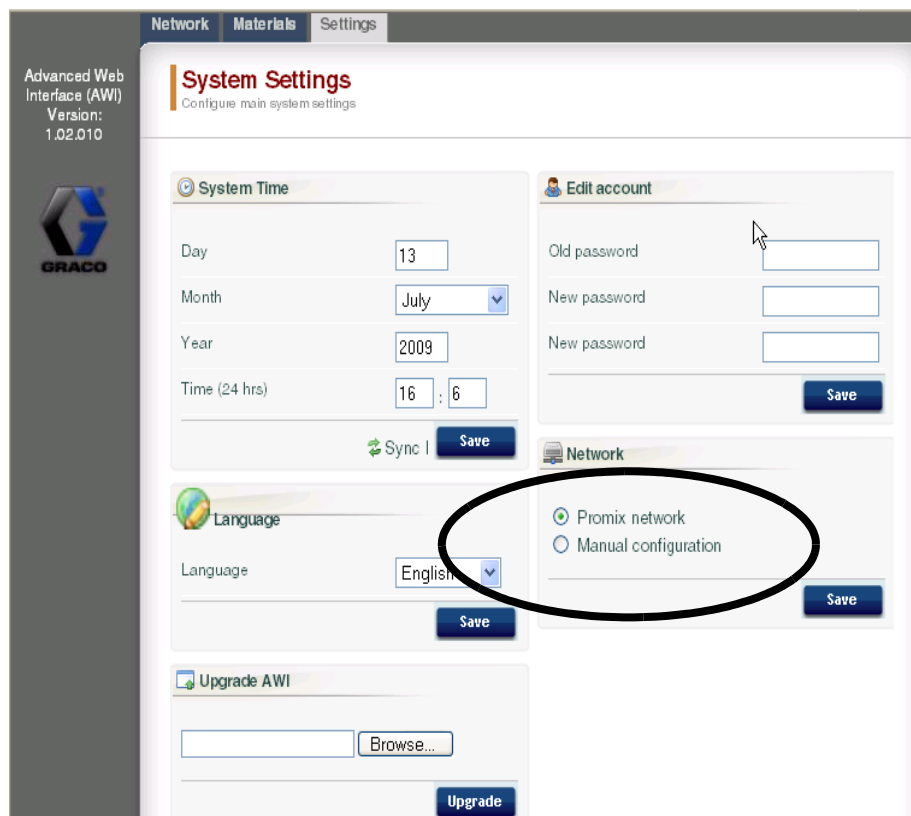 Network Materials Settings
Advanced Web
Interface (AWI)
Version:
1.02.010
GRACO
System Settings
Configure main system settings
System Time
Day 13
Month July
Year 2009
Time (24 hrs) 16 : 6
Sync | Save
Language
Language English
Save
Upgrade AWI
Browse...
Upgrade
Edit account
Old password
New password
New password
Save
Network
Promix network
Manual configuration
Save